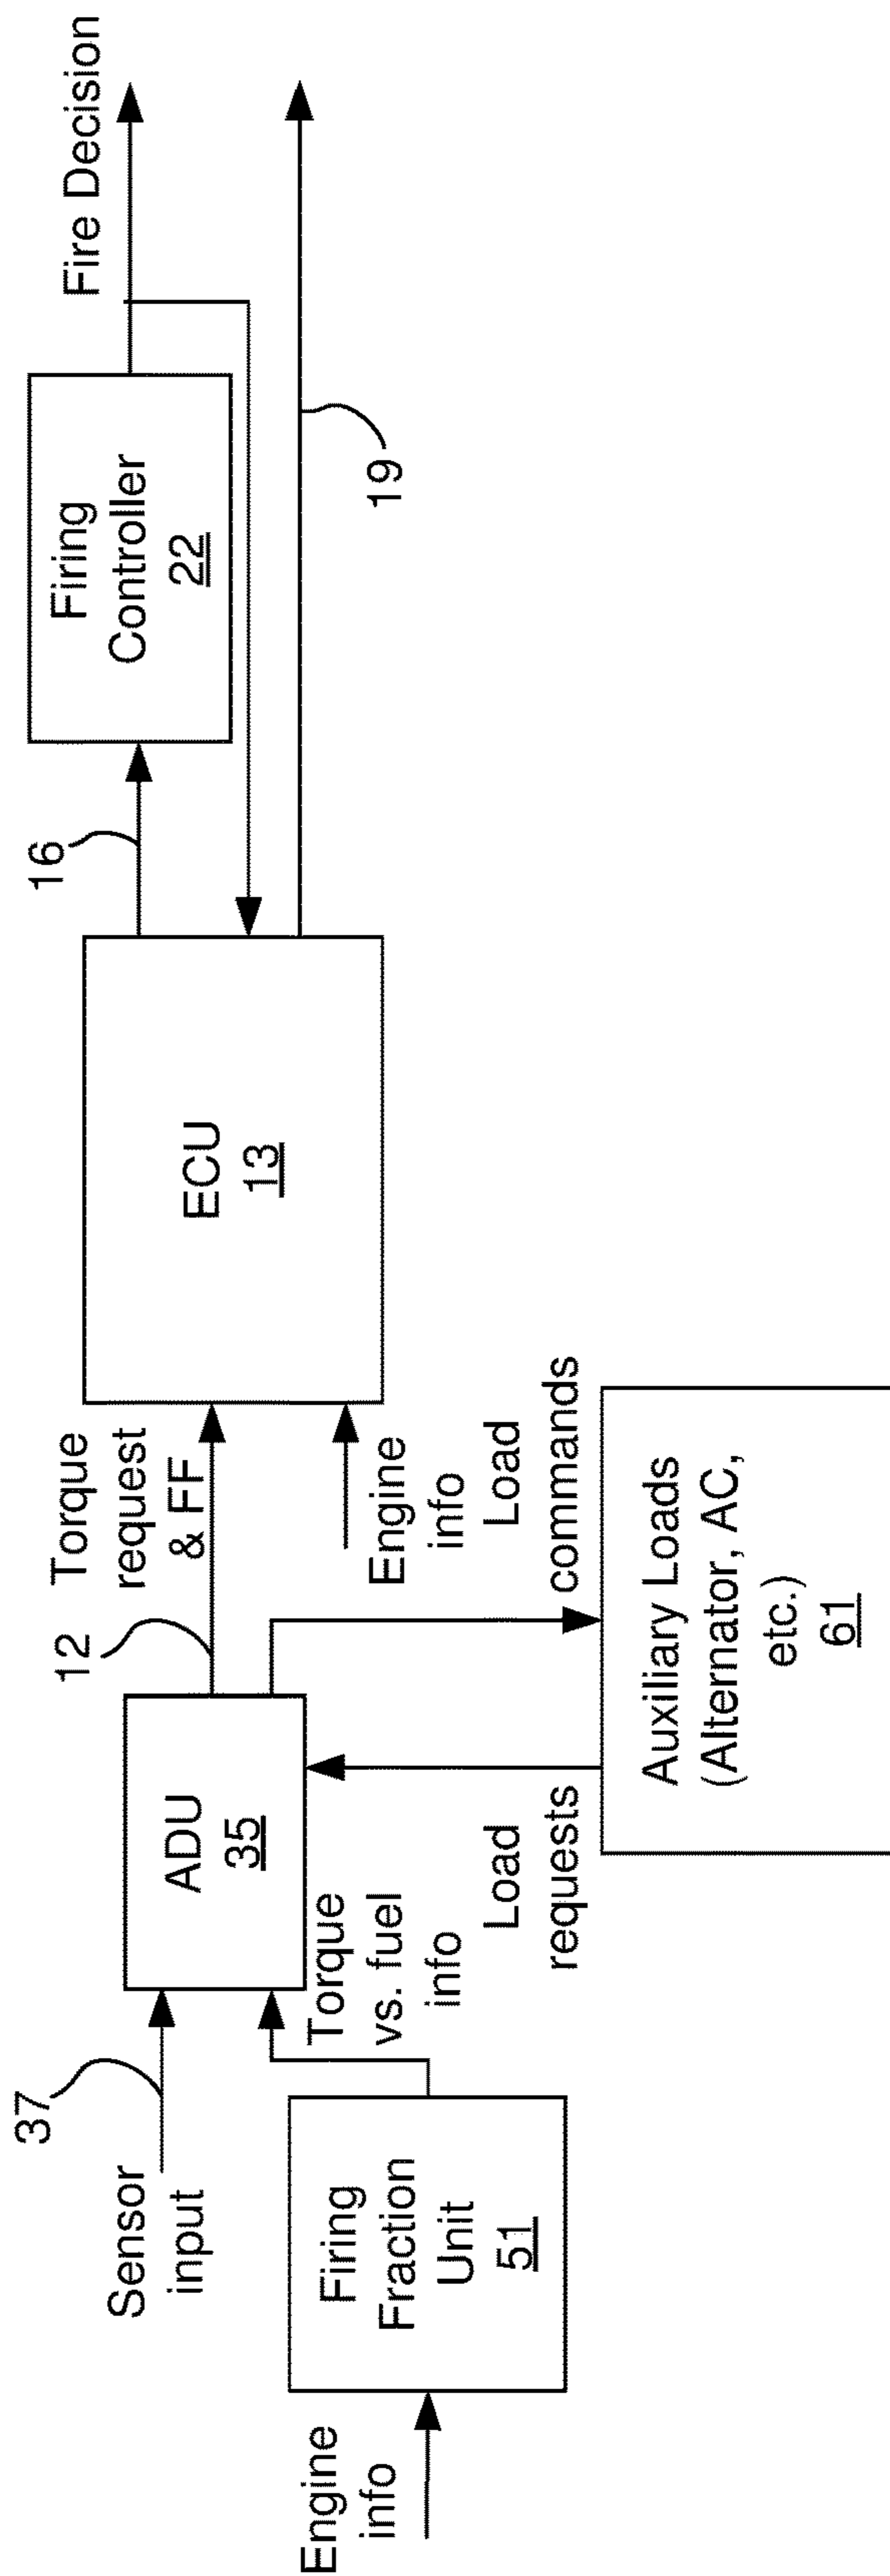 Engine
info
Firing
Fraction
Unit
51
Sensor
input
37
Torque
vs. fuel
info
ADU
35
12
Torque
request
& FF
Load
requests
Load
commands
Auxiliary Loads
(Alternator, AC,
etc.)
61
Engine
info
ECU
13
16
Firing
Controller
22
19
Fire Decision